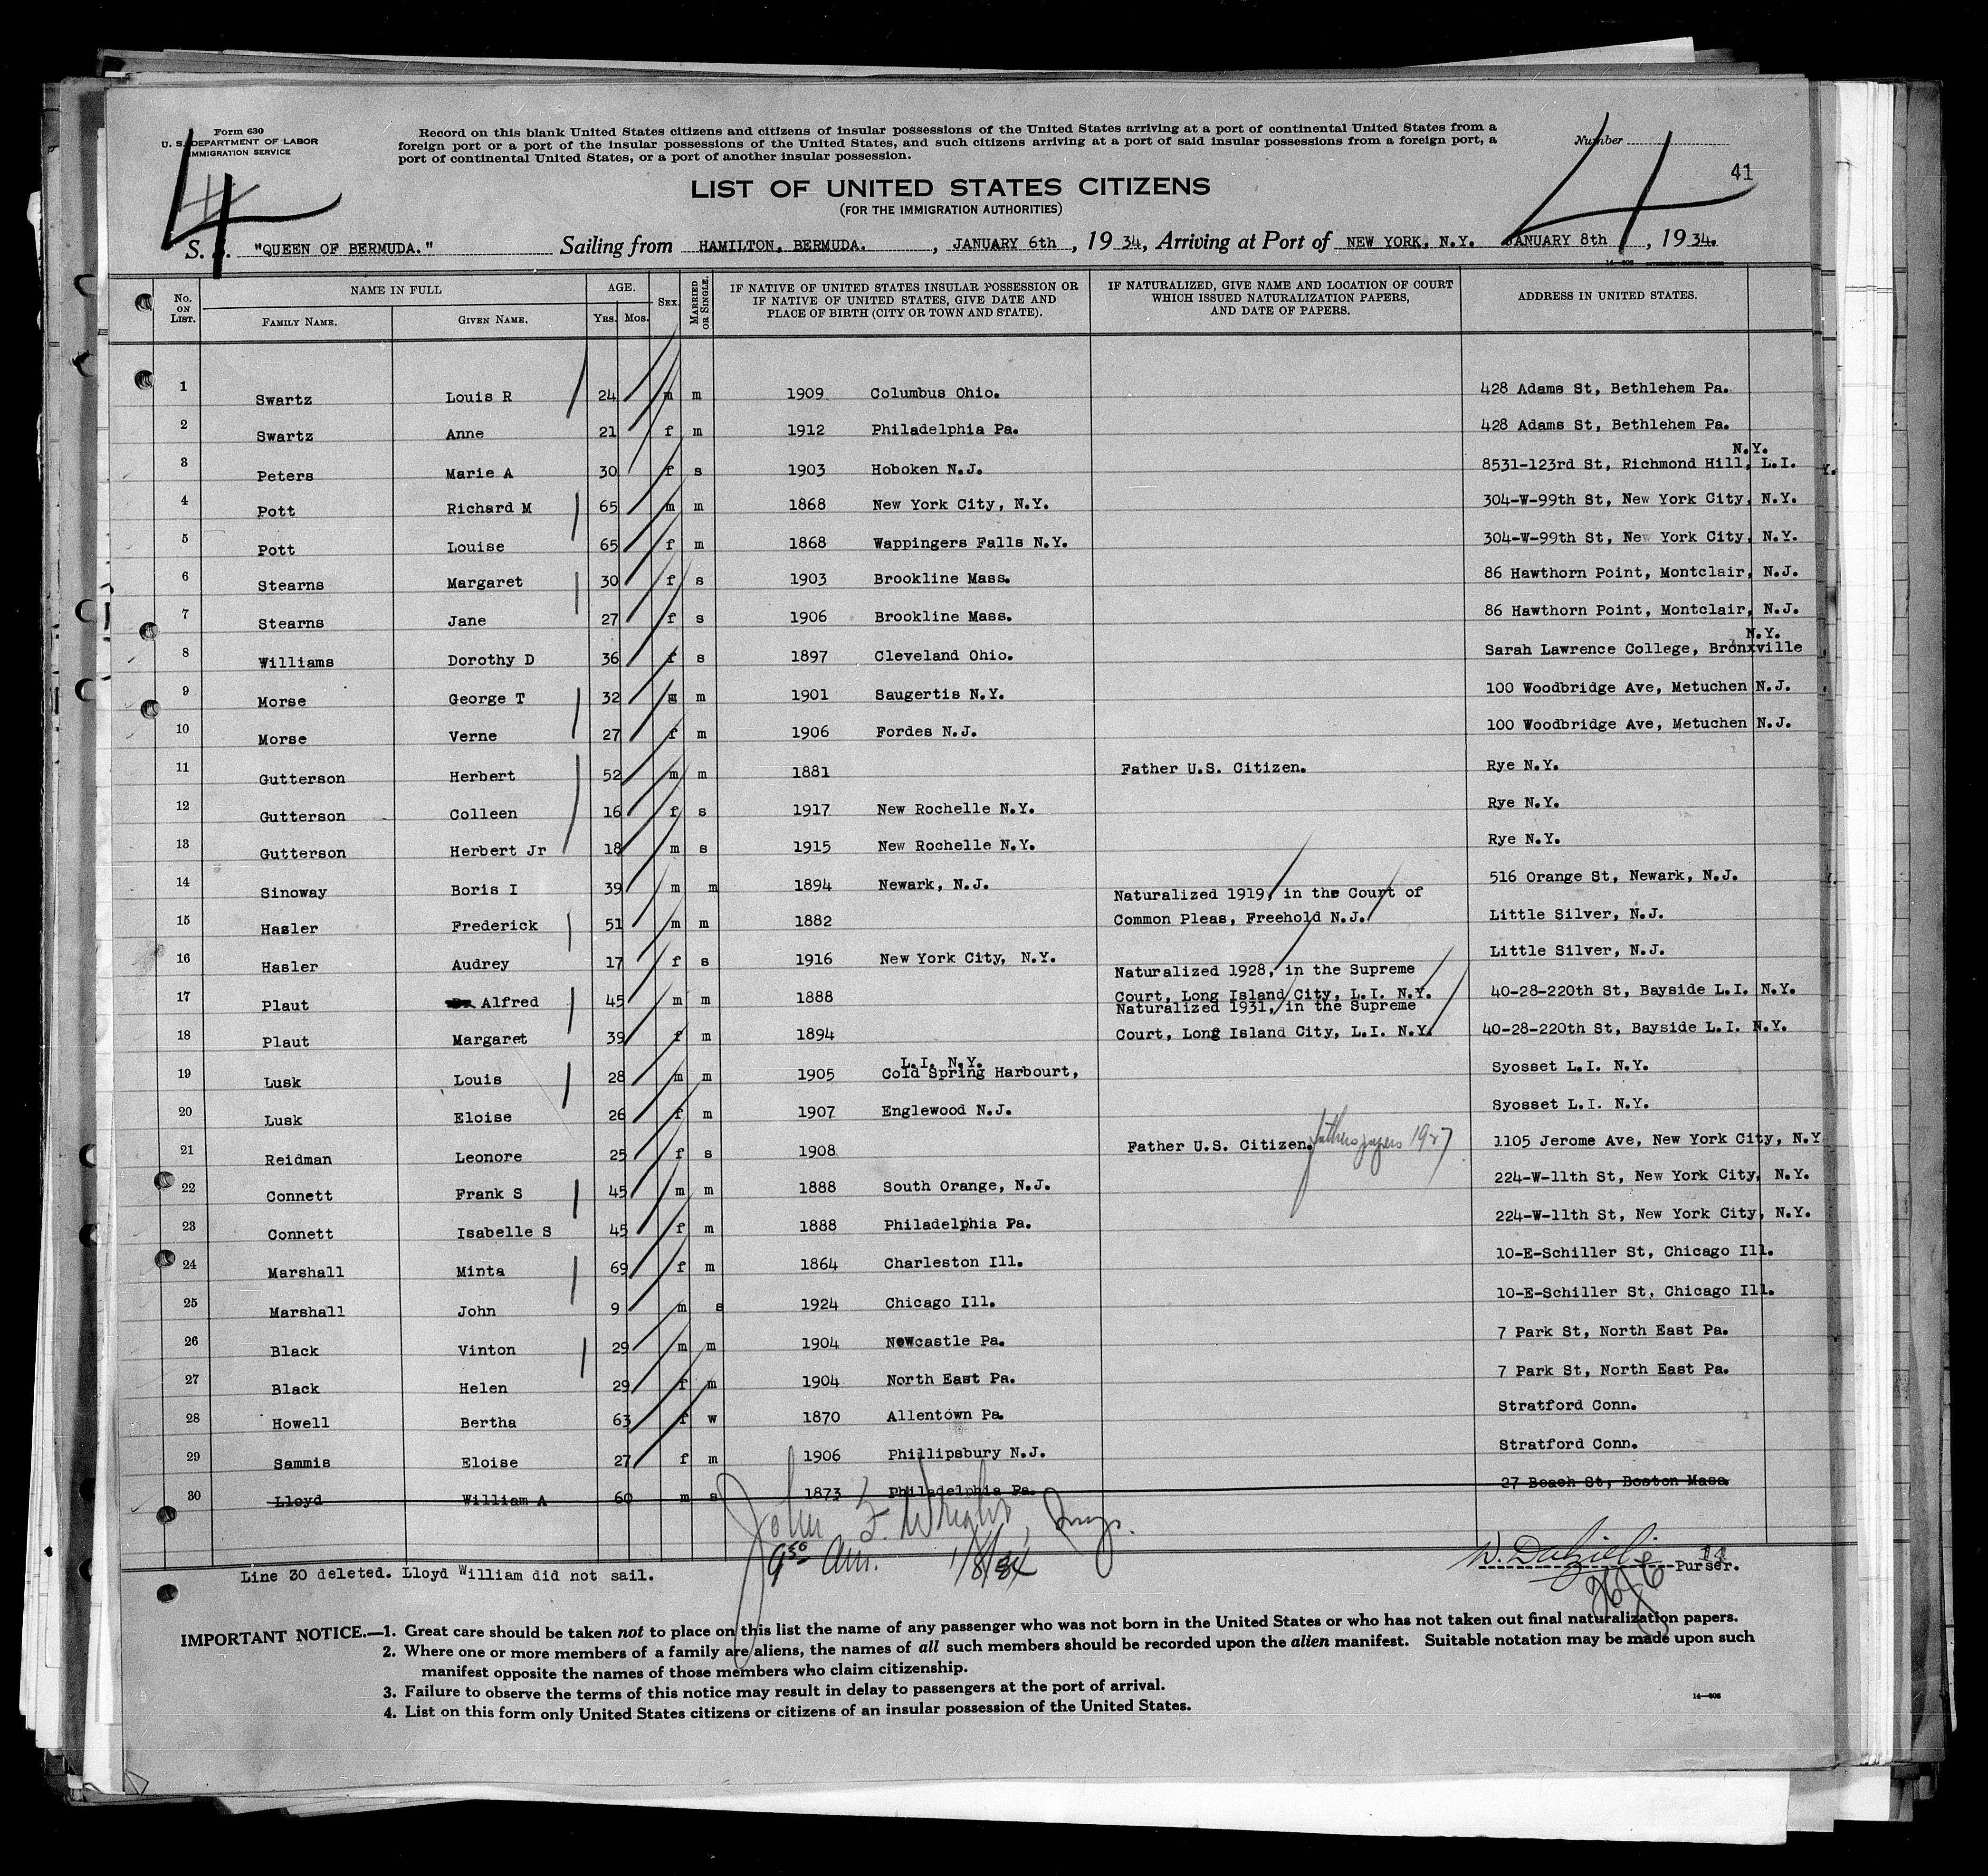 Form 630
U. S. DEPARTMENT OF LABOR
IMMIGRATION SERVICE
Record on this blank United States citizens and citizens of insular possessions of the United States arriving at a port of continental United States from a
foreign port or a port of the insular possessions of the United States, and such citizens arriving at a port of said insular possessions from a foreign port, a
port of continental United States, or a port of another insular possession.
Number
41
4
4
LIST OF UNITED STATES CITIZENS
(FOR THE IMMIGRATION AUTHORITIES)
S. S. "QUEEN OF BERMUDA." Sailing from HAMILTON, BERMUDA. , JANUARY 6th , 19 34, Arriving at Port of NEW YORK, N.Y. JANUARY 8th , 19 34.
No. ON LIST. NAME IN FULL FAMILY NAME. GIVEN NAME. AGE. YRS. MOS. SEX. MARRIED OR SINGLE. IF NATIVE OF UNITED STATES INSULAR POSSESSION OR IF NATIVE OF UNITED STATES, GIVE DATE AND PLACE OF BIRTH (CITY OR TOWN AND STATE). IF NATURALIZED, GIVE NAME AND LOCATION OF COURT WHICH ISSUED NATURALIZATION PAPERS, AND DATE OF PAPERS. ADDRESS IN UNITED STATES.
1 Swartz Louis R 24 m m 1909 Columbus Ohio. 428 Adams St, Bethlehem Pa.
2 Swartz Anne 21 f m 1912 Philadelphia Pa. 428 Adams St, Bethlehem Pa.
3 Peters Marie A 30 f s 1903 Hoboken N.J. 8531-123rd St, Richmond Hill, L.I. N.Y.
4 Pott Richard M 65 m m 1868 New York City, N.Y. 304-W-99th St, New York City, N.Y.
5 Pott Louise 65 f m 1868 Wappingers Falls N.Y. 304-W-99th St, New York City, N.Y.
6 Stearns Margaret 30 f s 1903 Brookline Mass. 86 Hawthorn Point, Montclair, N.J.
7 Stearns Jane 27 f s 1906 Brookline Mass. 86 Hawthorn Point, Montclair, N.J.
8 Williams Dorothy D 36 f s 1897 Cleveland Ohio. Sarah Lawrence College, Bronxville N.Y.
9 Morse George T 32 m m 1901 Saugertis N.Y. 100 Woodbridge Ave, Metuchen N.J.
10 Morse Verne 27 f m 1906 Fordes N.J. 100 Woodbridge Ave, Metuchen N.J.
11 Gutterson Herbert 52 m m 1881 Father U.S. Citizen. Rye N.Y.
12 Gutterson Colleen 16 f s 1917 New Rochelle N.Y. Rye N.Y.
13 Gutterson Herbert Jr 18 m s 1915 New Rochelle N.Y. Rye N.Y.
14 Sinoway Boris I 39 m m 1894 Newark, N.J. 516 Orange St, Newark, N.J.
15 Hasler Frederick 51 m m 1882 Naturalized 1919, in the Court of Common Pleas, Freehold N.J. Little Silver, N.J.
16 Hasler Audrey 17 f s 1916 New York City, N.Y. Little Silver, N.J.
17 Plaut Dr Alfred 45 m m 1888 Naturalized 1928, in the Supreme Court, Long Island City, L.I. N.Y. 40-28-220th St, Bayside L.I. N.Y.
18 Plaut Margaret 39 f m 1894 Naturalized 1931, in the Supreme Court, Long Island City, L.I. N.Y. 40-28-220th St, Bayside L.I. N.Y.
19 Lusk Louis 28 m m 1905 Cold Spring Harbourt, L.I. N.Y. Syosset L.I. N.Y.
20 Lusk Eloise 26 f m 1907 Englewood N.J. Syosset L.I. N.Y.
21 Reidman Leonore 25 f s 1908 Father U.S. Citizen. fathers papers 1927 1105 Jerome Ave, New York City, N.Y
22 Connett Frank S 45 m m 1888 South Orange, N.J. 224-W-11th St, New York City, N.Y.
23 Connett Isabelle S 45 f m 1888 Philadelphia Pa. 224-W-11th St, New York City, N.Y.
24 Marshall Minta 69 f m 1864 Charleston Ill. 10-E-Schiller St, Chicago Ill.
25 Marshall John 9 m s 1924 Chicago Ill. 10-E-Schiller St, Chicago Ill.
26 Black Vinton 29 m m 1904 Newcastle Pa. 7 Park St, North East Pa.
27 Black Helen 29 f m 1904 North East Pa. 7 Park St, North East Pa.
28 Howell Bertha 63 f w 1870 Allentown Pa. Stratford Conn.
29 Sammis Eloise 27 f m 1906 Phillipsbury N.J. Stratford Conn.
30 Lloyd William A 60 m s 1873 Philadelphia Pa. 27 Beach St, Boston Mass
John F. Wright, Insp.
9 50 Am. 1/8/34
Line 30 deleted. Lloyd William did not sail.
Purser.
IMPORTANT NOTICE.—1. Great care should be taken not to place on this list the name of any passenger who was not born in the United States or who has not taken out final naturalization papers.
2. Where one or more members of a family are aliens, the names of all such members should be recorded upon the alien manifest. Suitable notation may be made upon such
manifest opposite the names of those members who claim citizenship.
3. Failure to observe the terms of this notice may result in delay to passengers at the port of arrival.
4. List on this form only United States citizens or citizens of an insular possession of the United States.